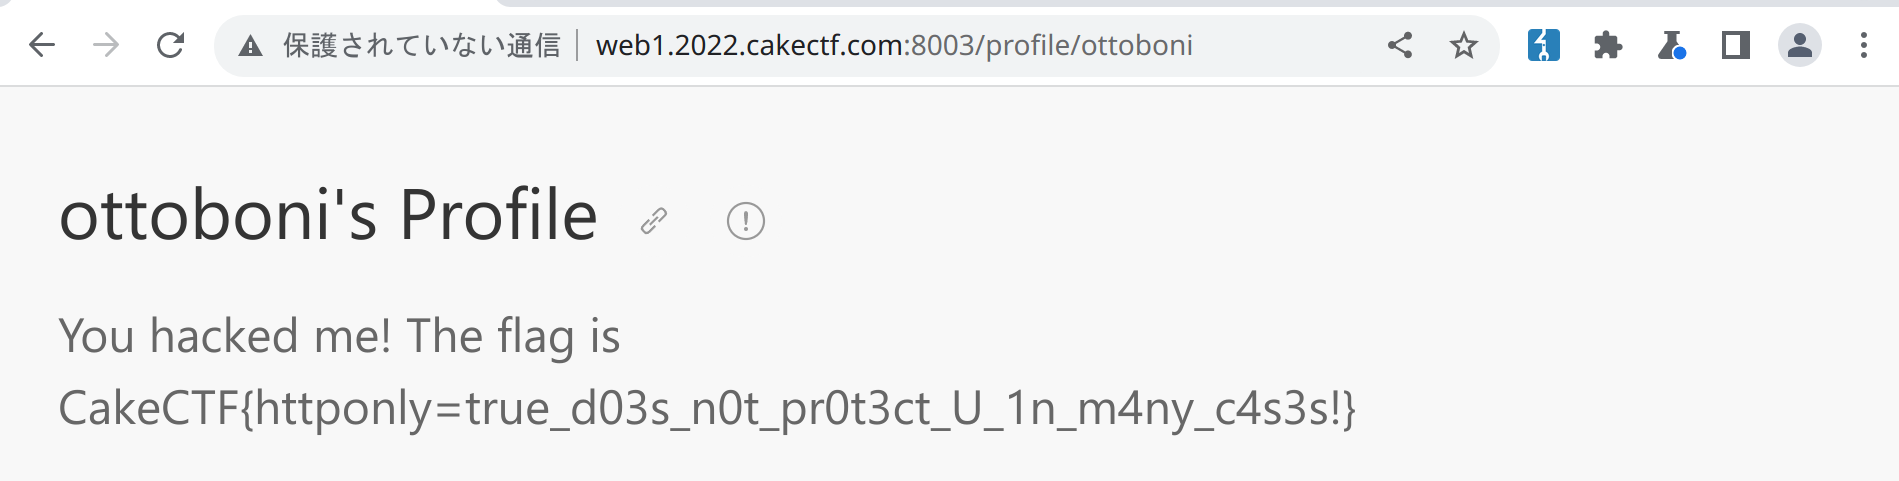 保護されていない通信 web1.2022.cakectf.com:8003/profile/ottoboni
ottoboni's Profile
You hacked me! The flag is
CakeCTF{httponly=true_d03s_n0t_pr0t3ct_U_1n_m4ny_c4s3s!}